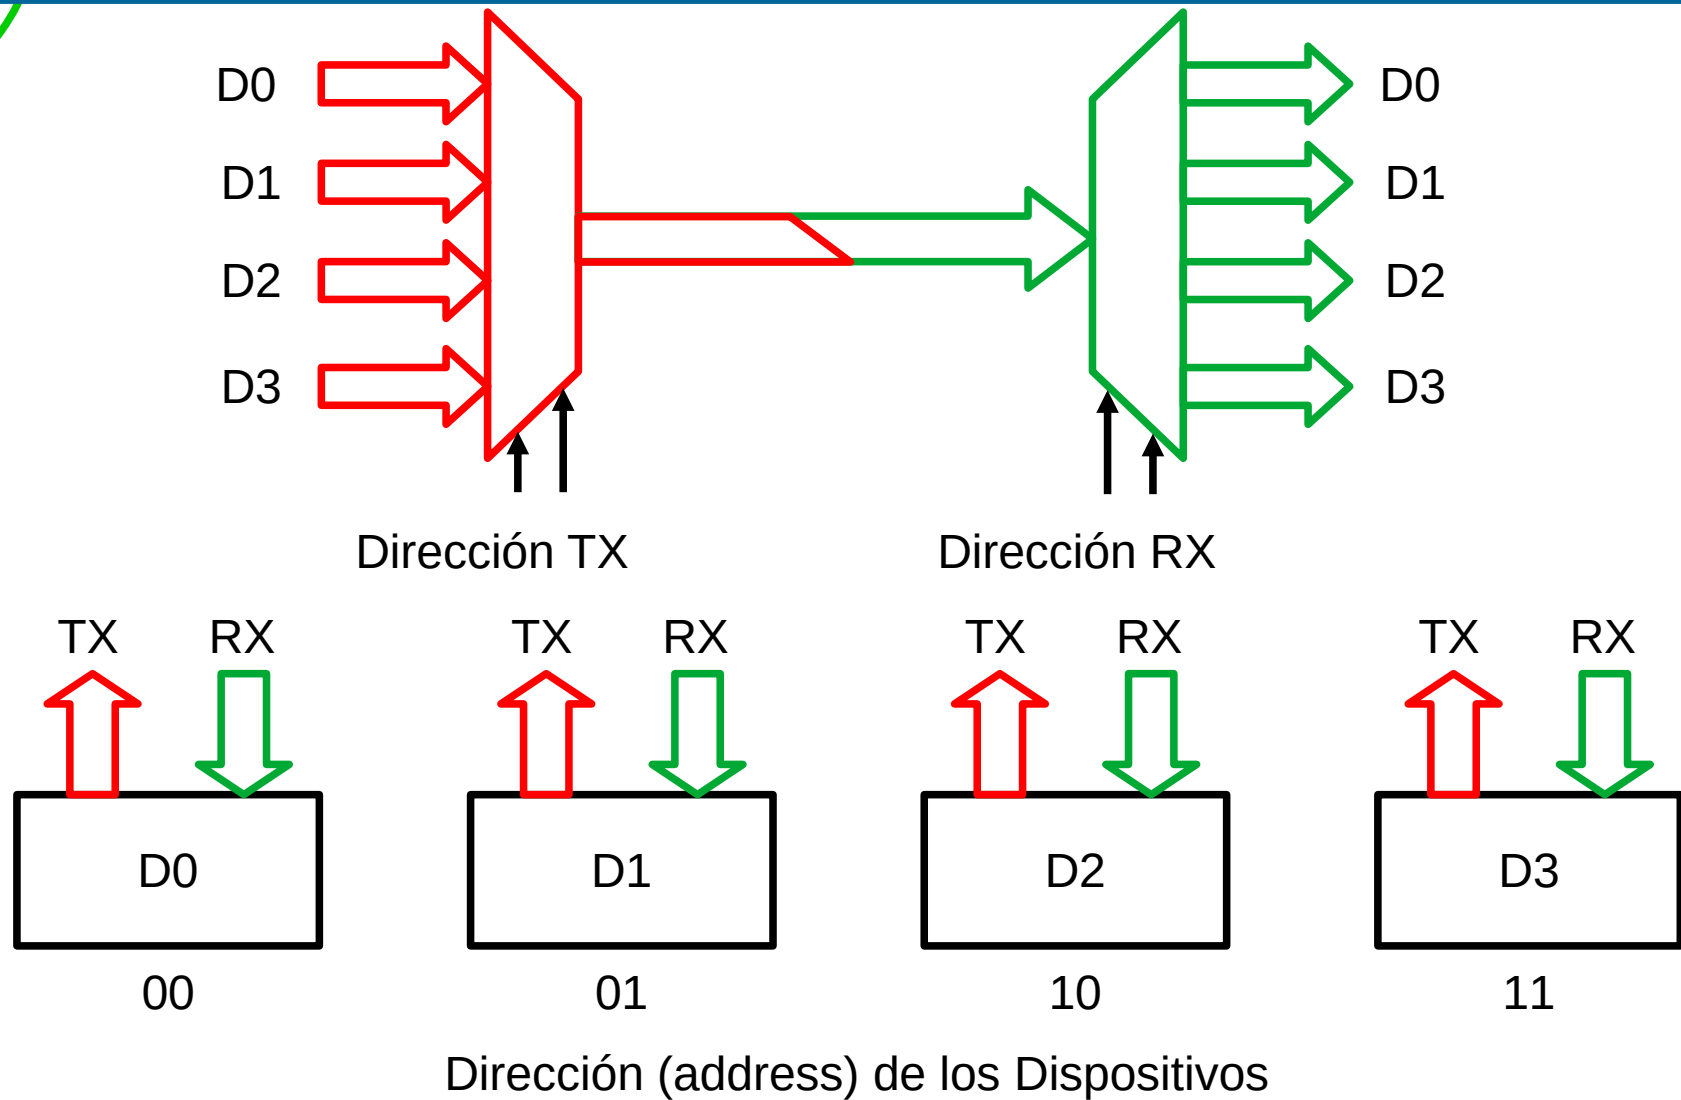 D0 D0
D1 D1
D2 D2
D3 D3
Dirección TX Dirección RX
TX RX TX RX TX RX TX RX
D0 D1 D2 D3
00 01 10 11
Dirección (address) de los Dispositivos